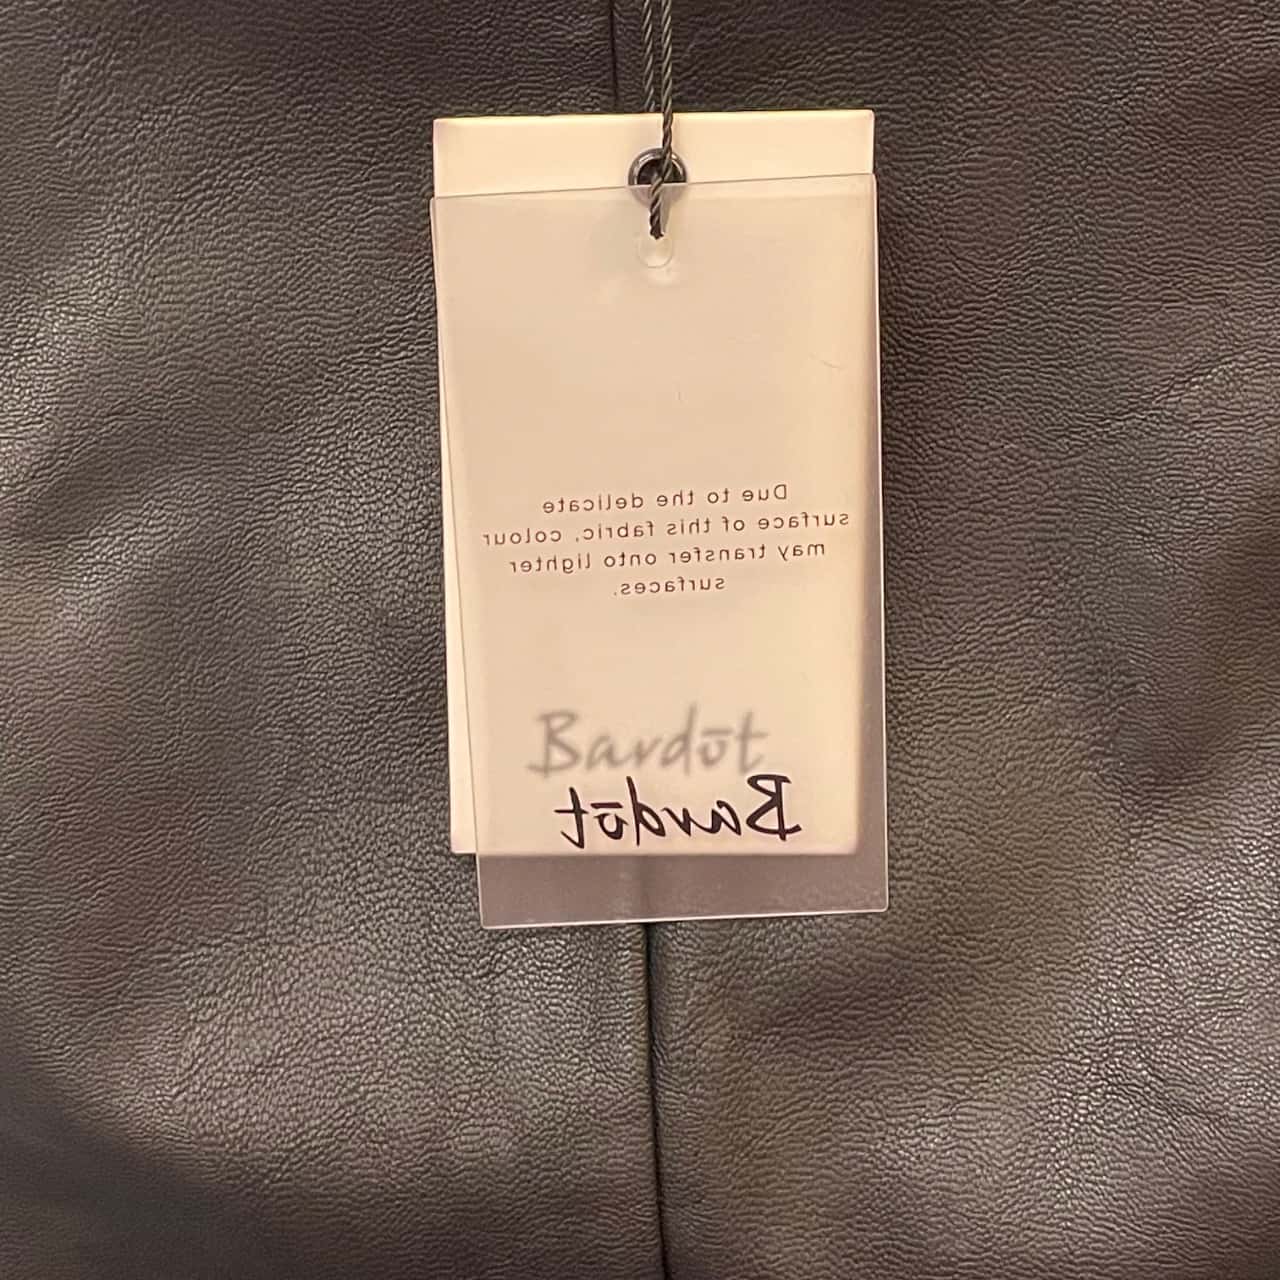 Due to the delicate
surface of this fabric, colour
may transfer onto lighter
surfaces.
Bardōt
Bardōt